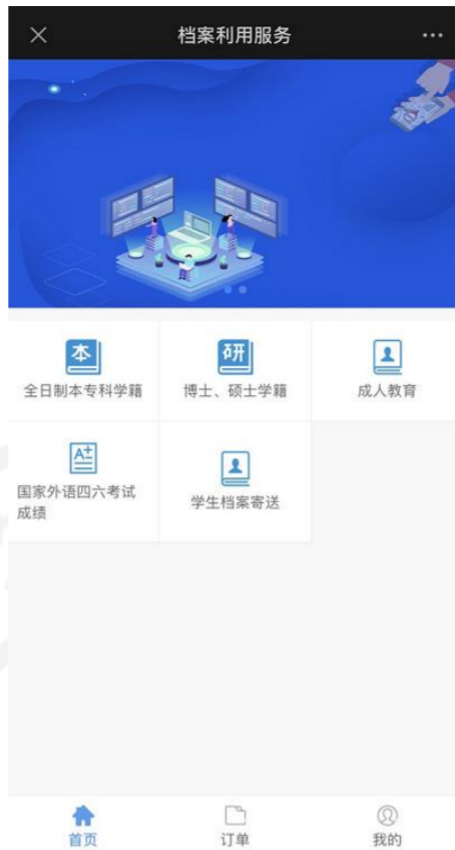 档案利用服务
本
全日制本专科学籍
研
博士、硕士学籍
成人教育
A+
国家外语四六考试
成绩
学生档案寄送
首页
订单
我的